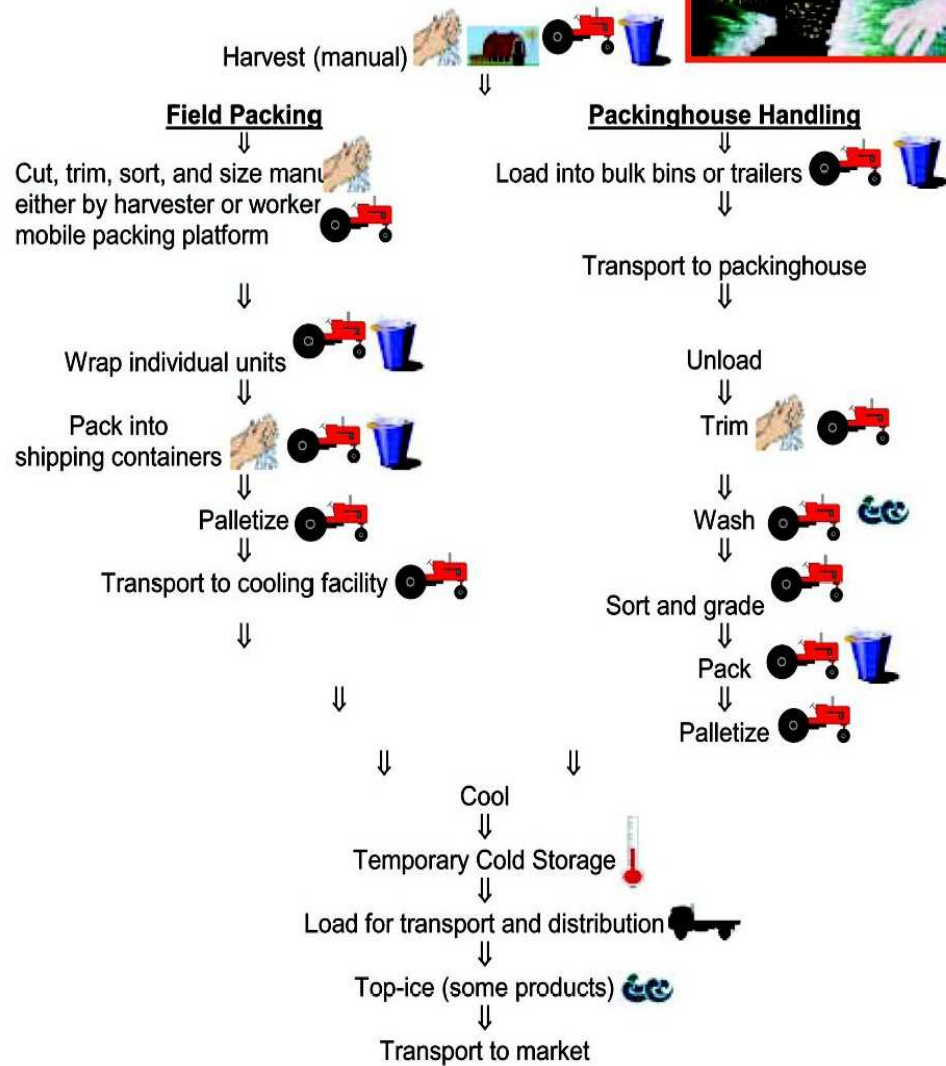 Harvest (manual)
Field Packing
Cut, trim, sort, and size
either by harvester or worker
mobile packing platform
Wrap individual units
Pack into
shipping containers
Palletize
Transport to cooling facility
Packinghouse Handling
Load into bulk bins or trailers
Transport to packinghouse
Unload
Trim
Wash
Sort and grade
Pack
Palletize
Cool
Temporary Cold Storage
Load for transport and distribution
Top-ice (some products)
Transport to market